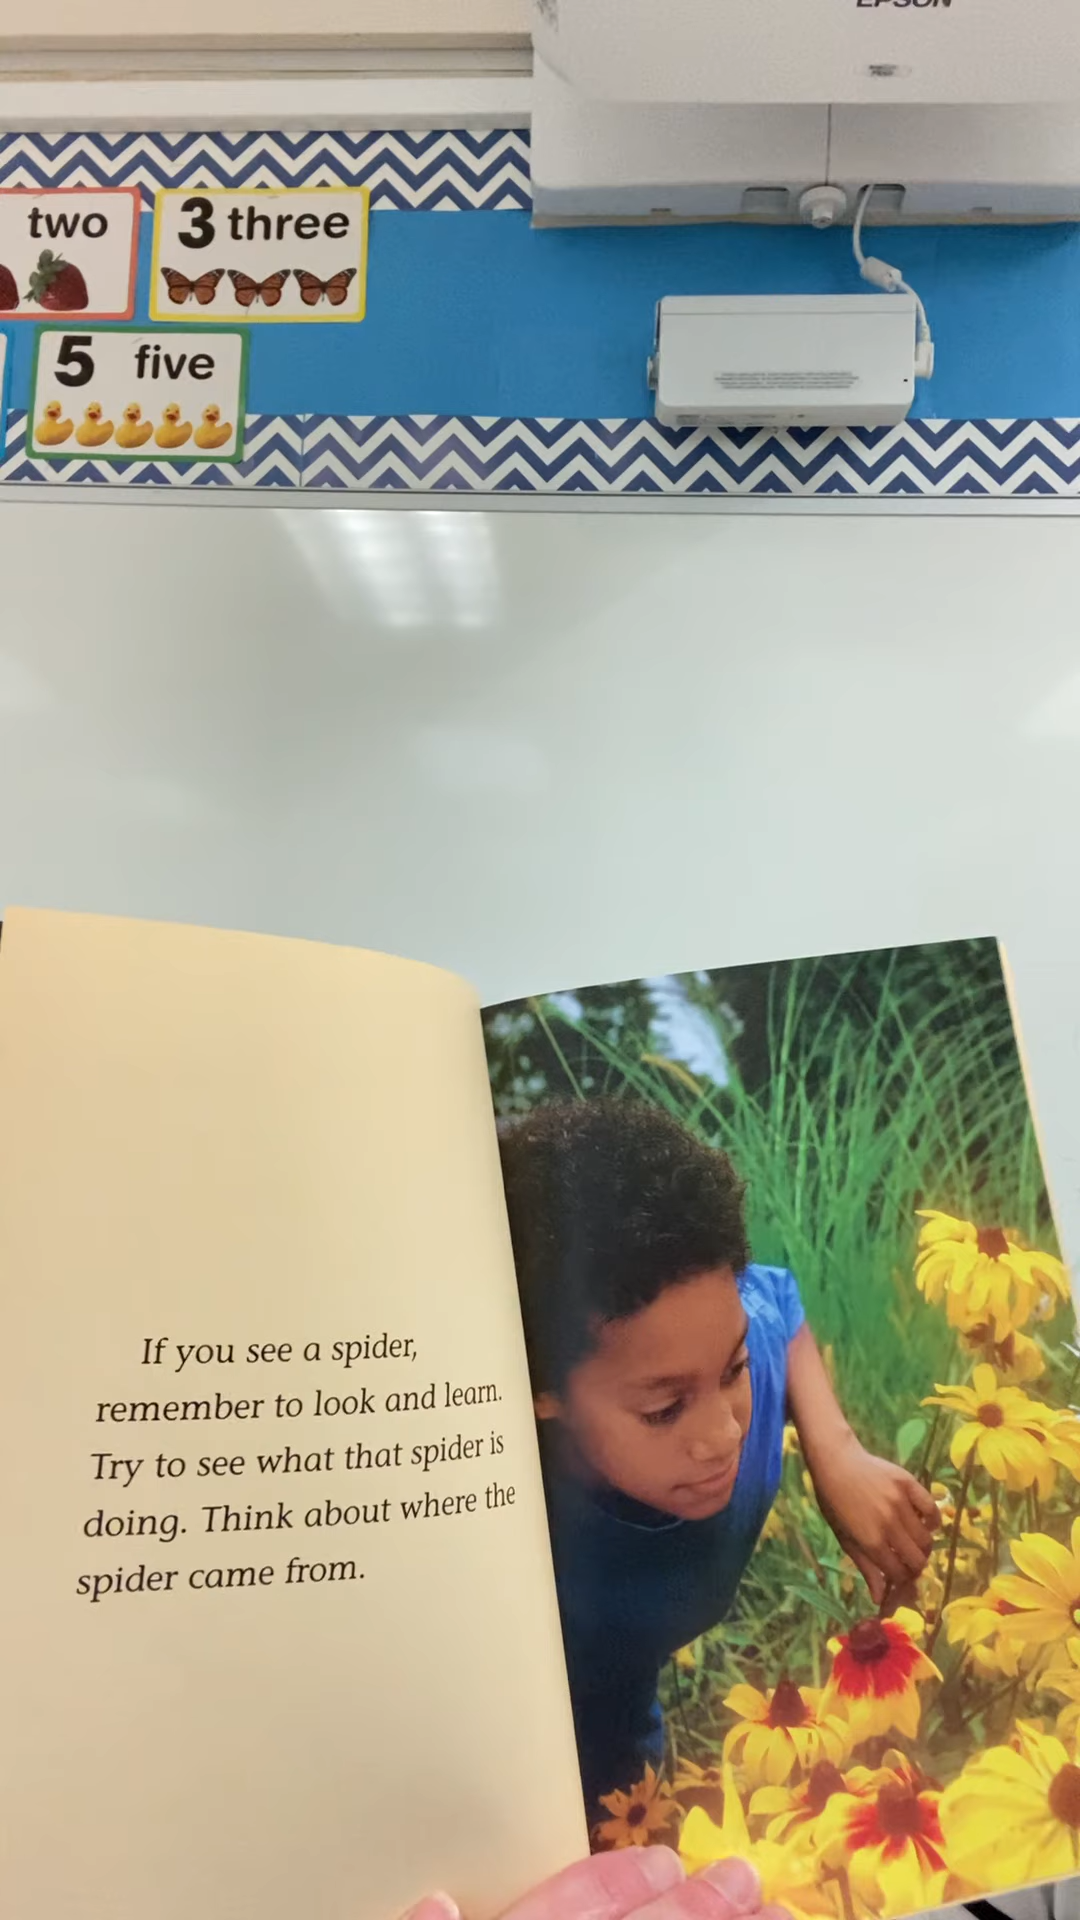 EPSON
two
3 three
5 five
If you see a spider,
remember to look and learn.
Try to see what that spider is
doing. Think about where the
spider came from.